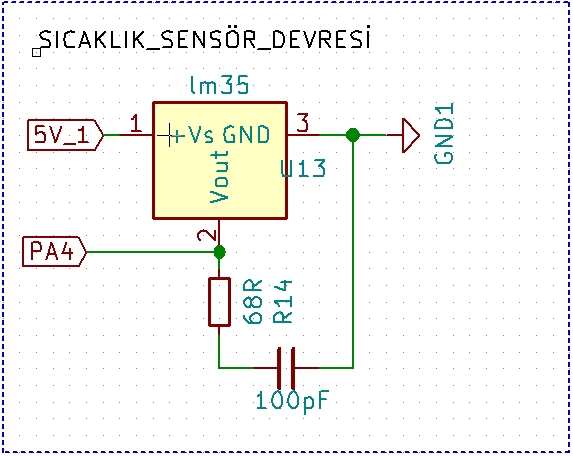 SICAKLIK_SENSÖR_DEVRESİ
lm35
5V_1
1
+Vs GND
3
GND1
Vout
U13
2
PA4
68R
R14
100pF